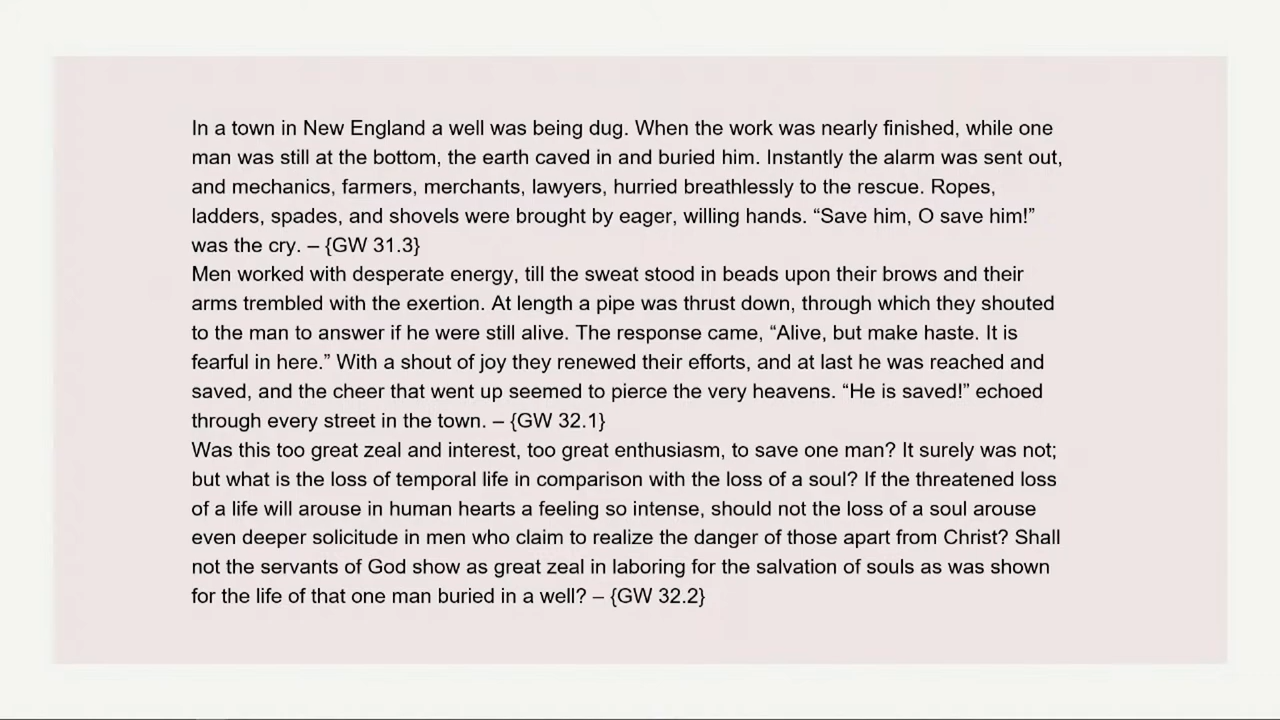 In a town in New England a well was being dug. When the work was nearly finished, while one
man was still at the bottom, the earth caved in and buried him. Instantly the alarm was sent out,
and mechanics, farmers, merchants, lawyers, hurried breathlessly to the rescue. Ropes,
ladders, spades, and shovels were brought by eager, willing hands. “Save him, O save him!”
was the cry. – {GW 31.3}
Men worked with desperate energy, till the sweat stood in beads upon their brows and their
arms trembled with the exertion. At length a pipe was thrust down, through which they shouted
to the man to answer if he were still alive. The response came, “Alive, but make haste. It is
fearful in here.” With a shout of joy they renewed their efforts, and at last he was reached and
saved, and the cheer that went up seemed to pierce the very heavens. “He is saved!” echoed
through every street in the town. – {GW 32.1}
Was this too great zeal and interest, too great enthusiasm, to save one man? It surely was not;
but what is the loss of temporal life in comparison with the loss of a soul? If the threatened loss
of a life will arouse in human hearts a feeling so intense, should not the loss of a soul arouse
even deeper solicitude in men who claim to realize the danger of those apart from Christ? Shall
not the servants of God show as great zeal in laboring for the salvation of souls as was shown
for the life of that one man buried in a well? – {GW 32.2}